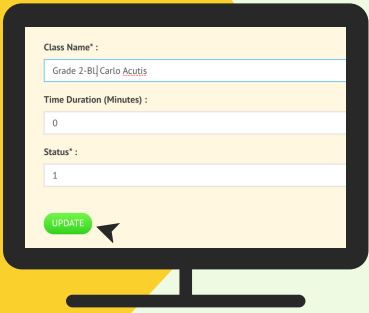 Class Name* :
Grade 2-Bl. Carlo Acutis
Time Duration (Minutes) :
0
Status* :
1
UPDATE